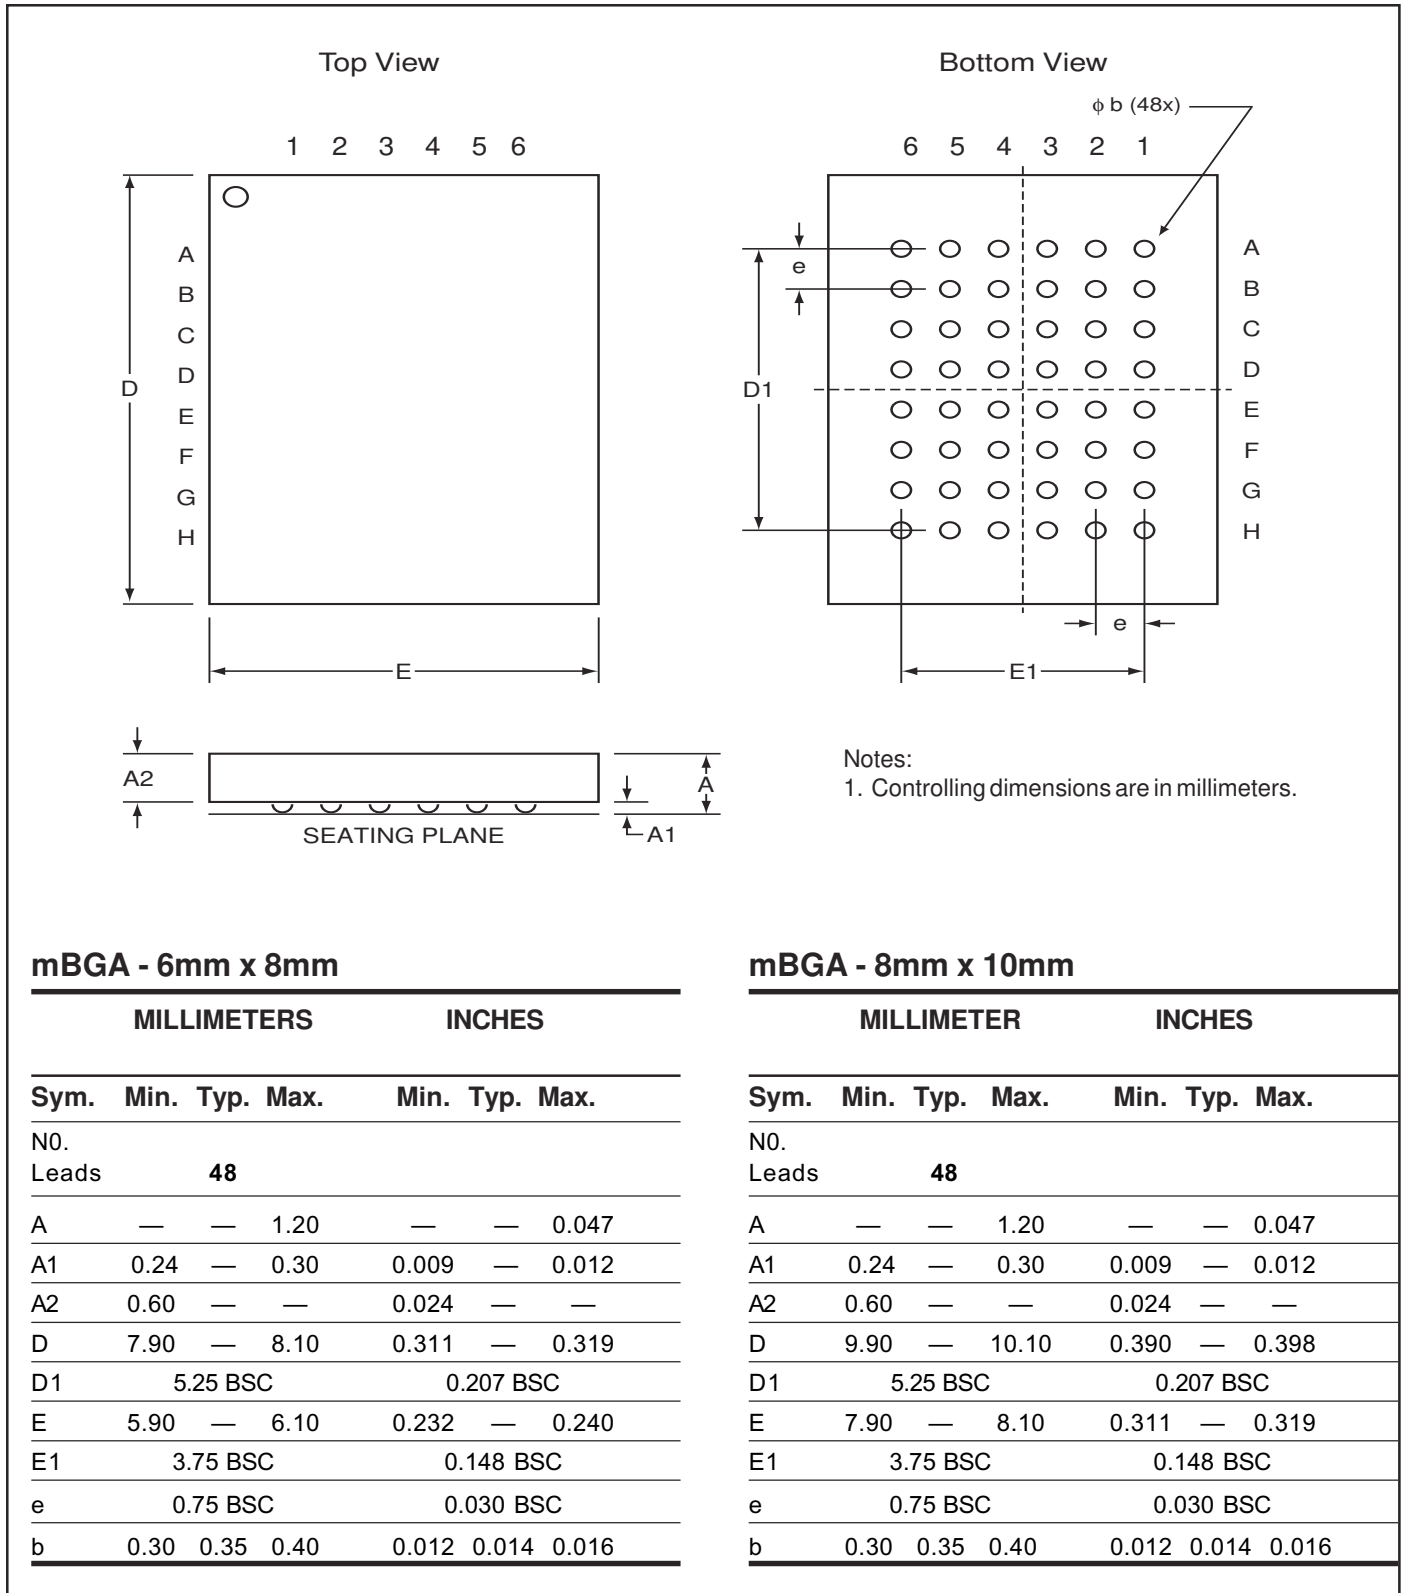 Top View
Bottom View
ϕ b (48x)
1 2 3 4 5 6
6 5 4 3 2 1
A
B
C
D
E
F
G
H
D
E
e
D1
A
B
C
D
E
F
G
H
e
E1
A2
A
A1
SEATING PLANE
Notes:
1. Controlling dimensions are in millimeters.
mBGA - 6mm x 8mm
MILLIMETERS INCHES
Sym. Min. Typ. Max. Min. Typ. Max.
N0.
Leads 48
A — — 1.20 — — 0.047
A1 0.24 — 0.30 0.009 — 0.012
A2 0.60 — — 0.024 — —
D 7.90 — 8.10 0.311 — 0.319
D1 5.25 BSC 0.207 BSC
E 5.90 — 6.10 0.232 — 0.240
E1 3.75 BSC 0.148 BSC
e 0.75 BSC 0.030 BSC
b 0.30 0.35 0.40 0.012 0.014 0.016
mBGA - 8mm x 10mm
MILLIMETER INCHES
Sym. Min. Typ. Max. Min. Typ. Max.
N0.
Leads 48
A — — 1.20 — — 0.047
A1 0.24 — 0.30 0.009 — 0.012
A2 0.60 — — 0.024 — —
D 9.90 — 10.10 0.390 — 0.398
D1 5.25 BSC 0.207 BSC
E 7.90 — 8.10 0.311 — 0.319
E1 3.75 BSC 0.148 BSC
e 0.75 BSC 0.030 BSC
b 0.30 0.35 0.40 0.012 0.014 0.016